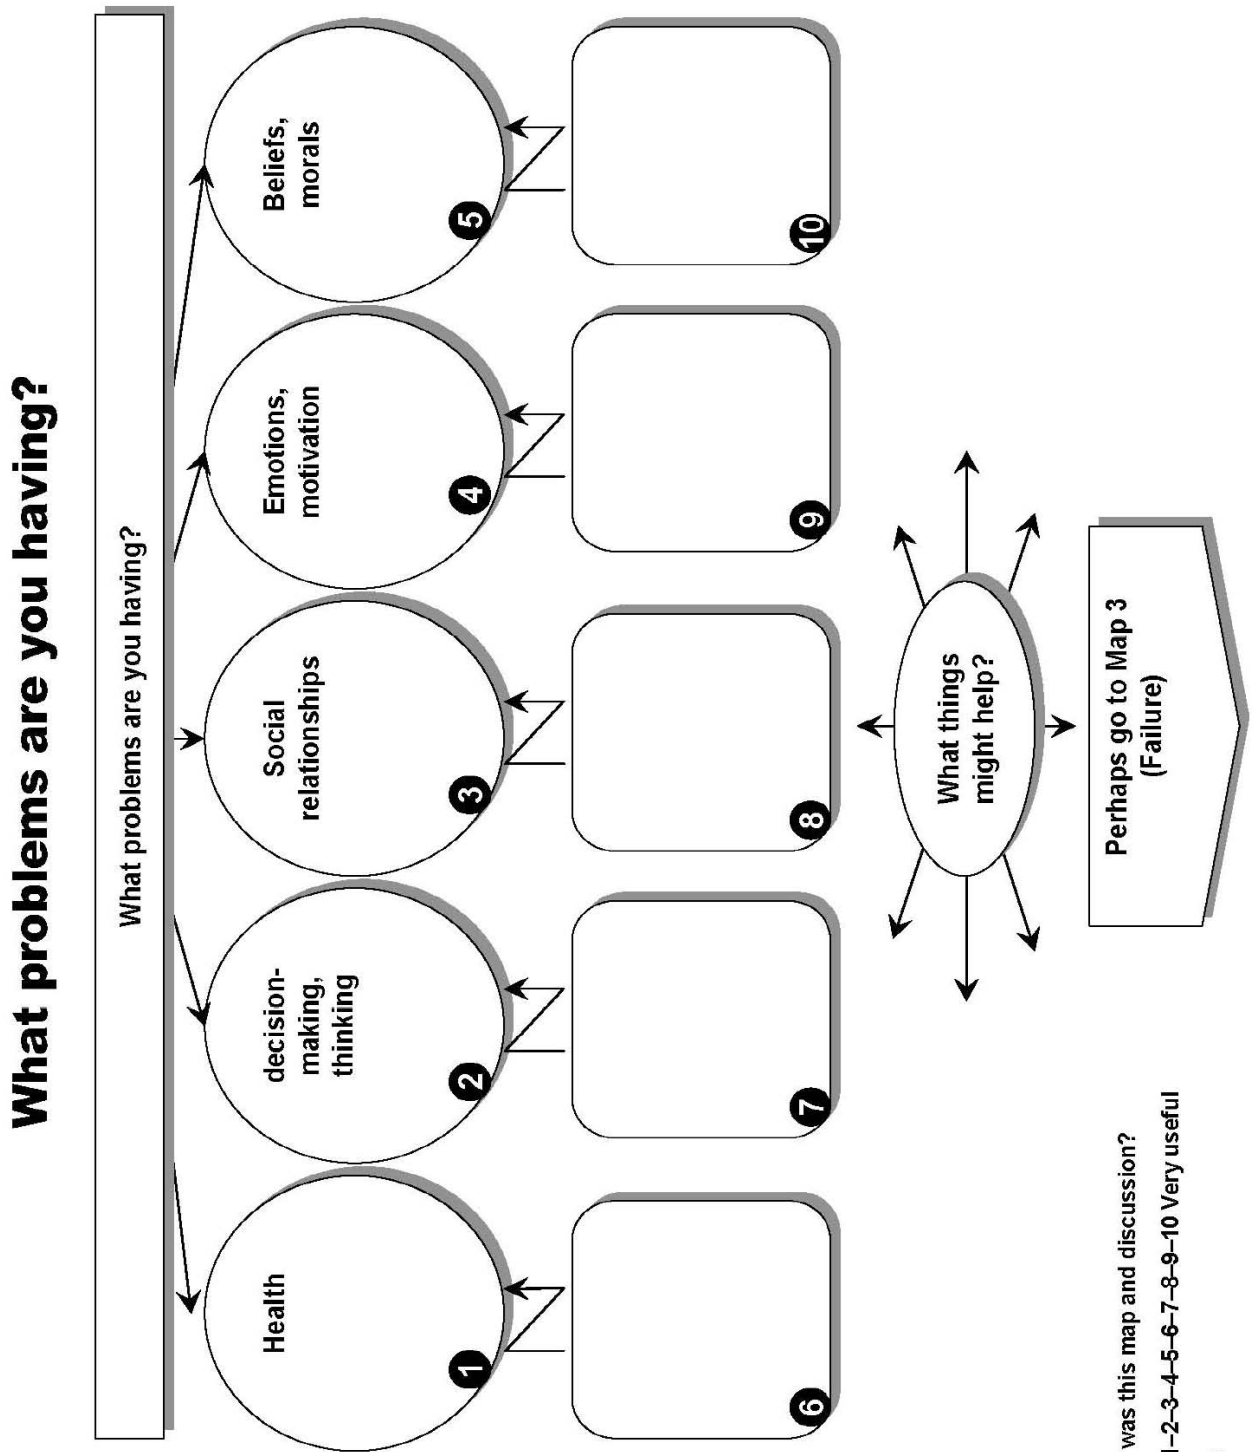 What problems are you having?
What problems are you having?
Health
decision-
making,
thinking
Social
relationships
Emotions,
motivation
Beliefs,
morals
1
2
3
4
5
6
7
8
9
10
What things
might help?
Perhaps go to Map 3
(Failure)
was this map and discussion?
1–2–3–4–5–6–7–8–9–10 Very useful